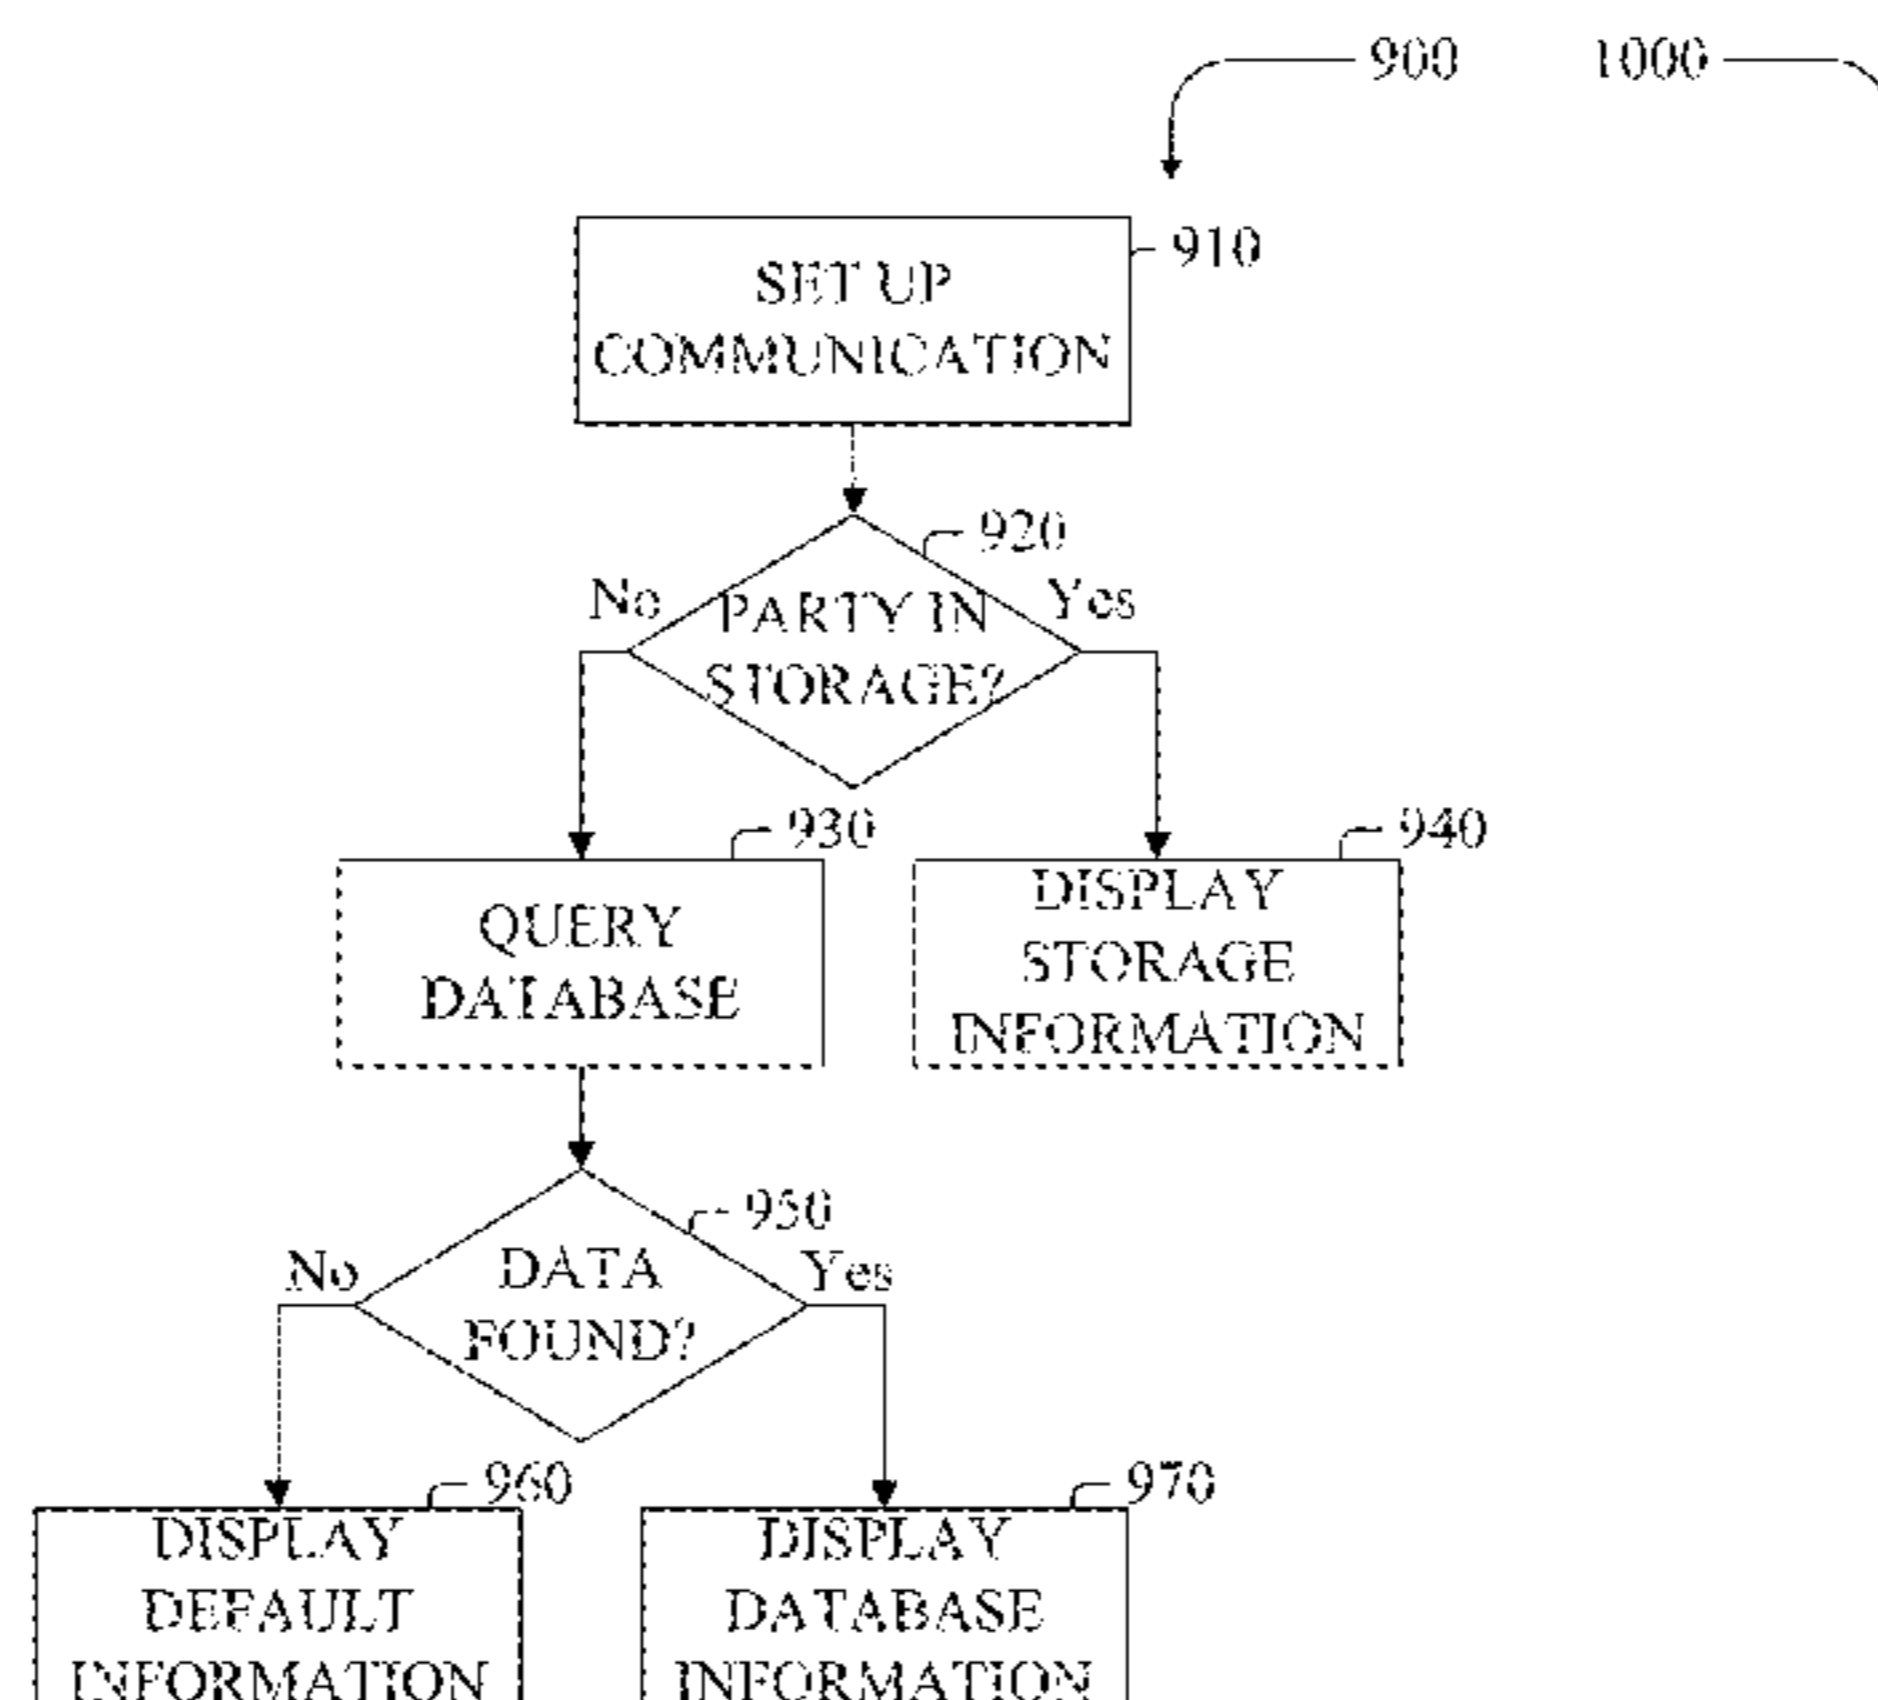 900
1000
SET UP
COMMUNICATION
910
920
No
PARTY IN
STORAGE?
Yes
930
940
QUERY
DATABASE
DISPLAY
STORAGE
INFORMATION
950
No
DATA
FOUND?
Yes
960
970
DISPLAY
DEFAULT
INFORMATION
DISPLAY
DATABASE
INFORMATION